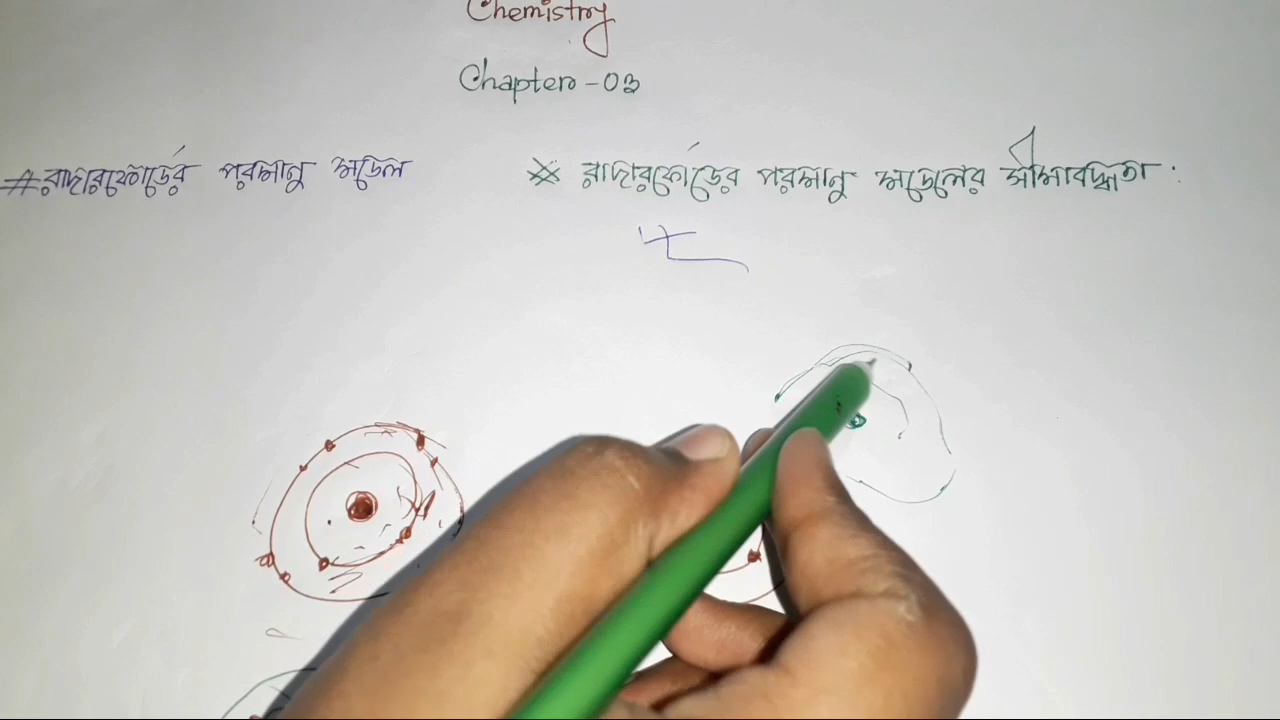 Chemistry
Chapter-03
# রাদারফোর্ডের পরমানু মডেল
* রাদারফোর্ডের পরমানু মডেলের সীমাবদ্ধতা :